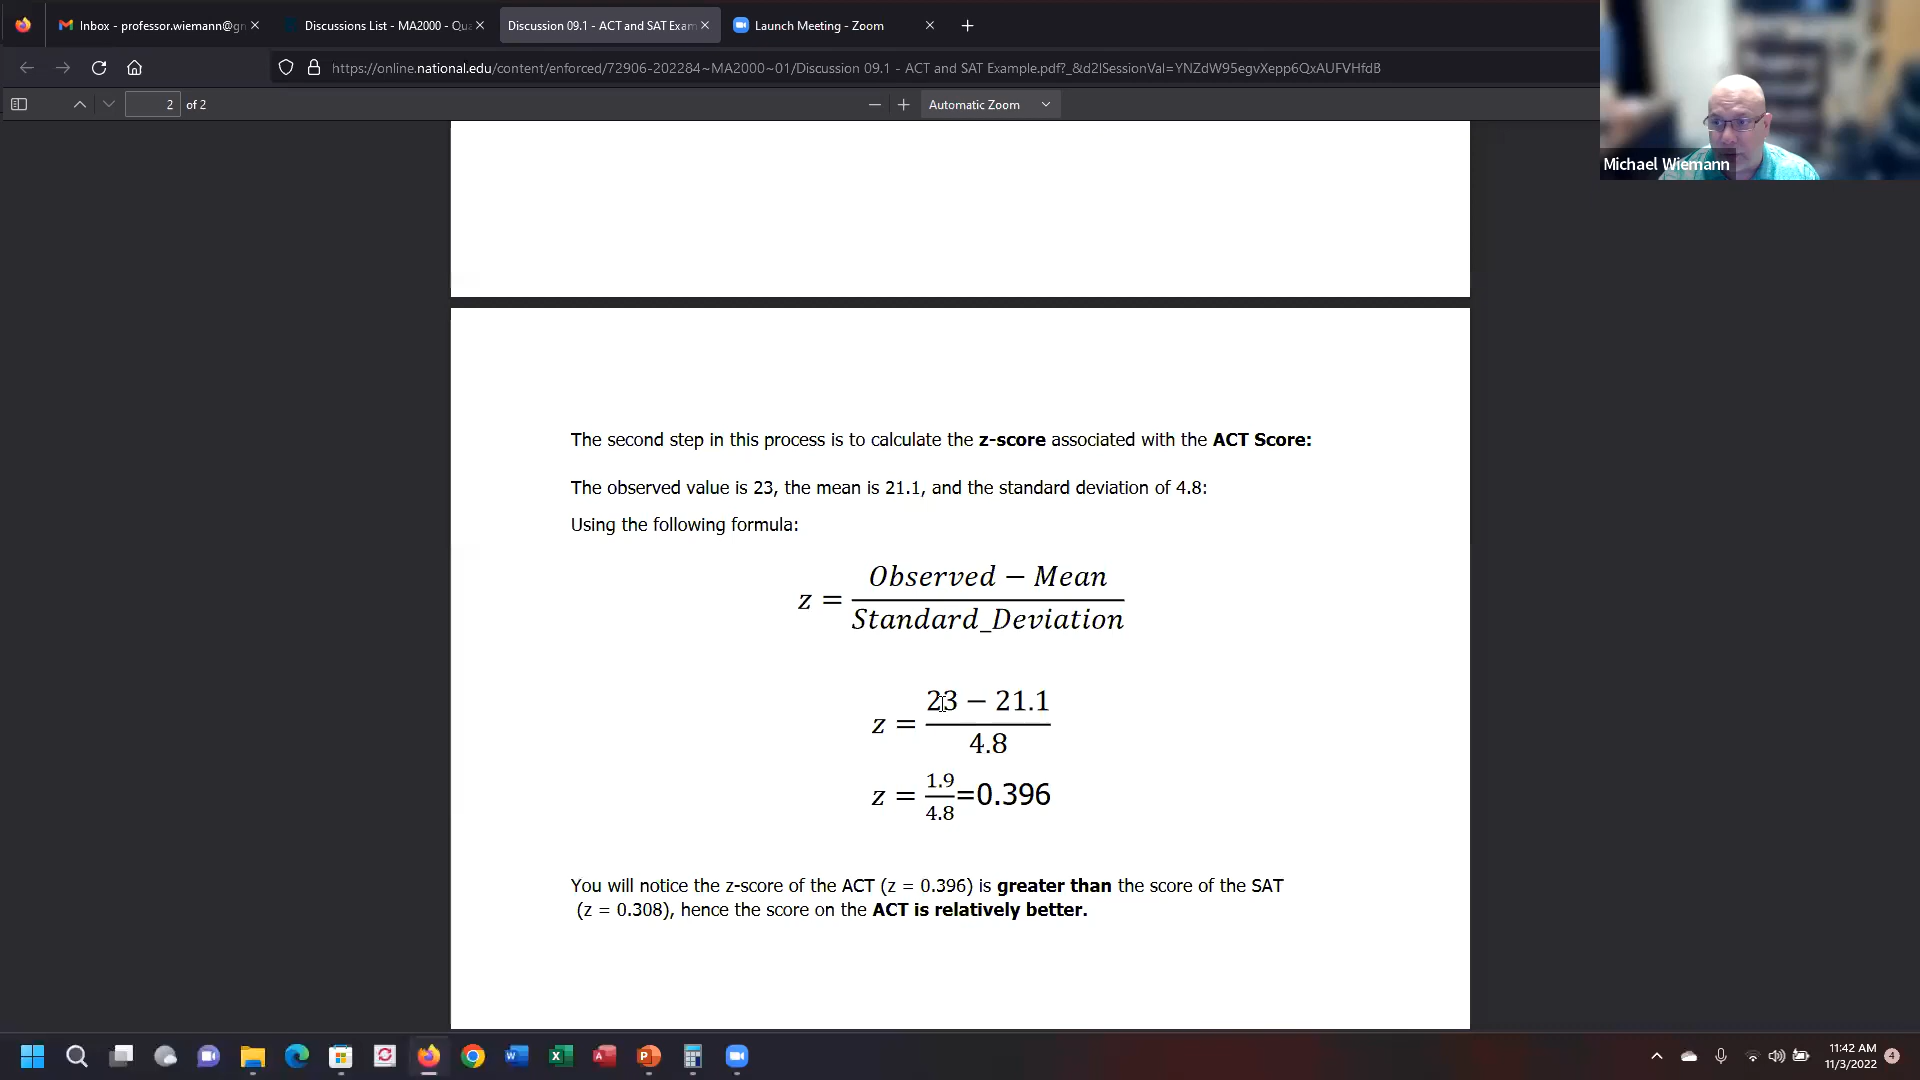 Inbox - professor.wiemann@gn
Discussions List - MA2000 - Qua
Discussion 09.1 - ACT and SAT Exam
Launch Meeting - Zoom
https://online.national.edu/content/enforced/72906-202284~MA2000~01/Discussion 09.1 - ACT and SAT Example.pdf?_&d2lSessionVal=YNZdW95egvXepp6QxAUFVHfdB
2 of 2
Automatic Zoom
Michael Wiemann
The second step in this process is to calculate the z-score associated with the ACT Score:
The observed value is 23, the mean is 21.1, and the standard deviation of 4.8:
Using the following formula:
z = Observed − Mean / Standard_Deviation
z = 23 − 21.1 / 4.8
z = 1.9/4.8 =0.396
You will notice the z-score of the ACT (z = 0.396) is greater than the score of the SAT
(z = 0.308), hence the score on the ACT is relatively better.
11:42 AM
11/3/2022
4